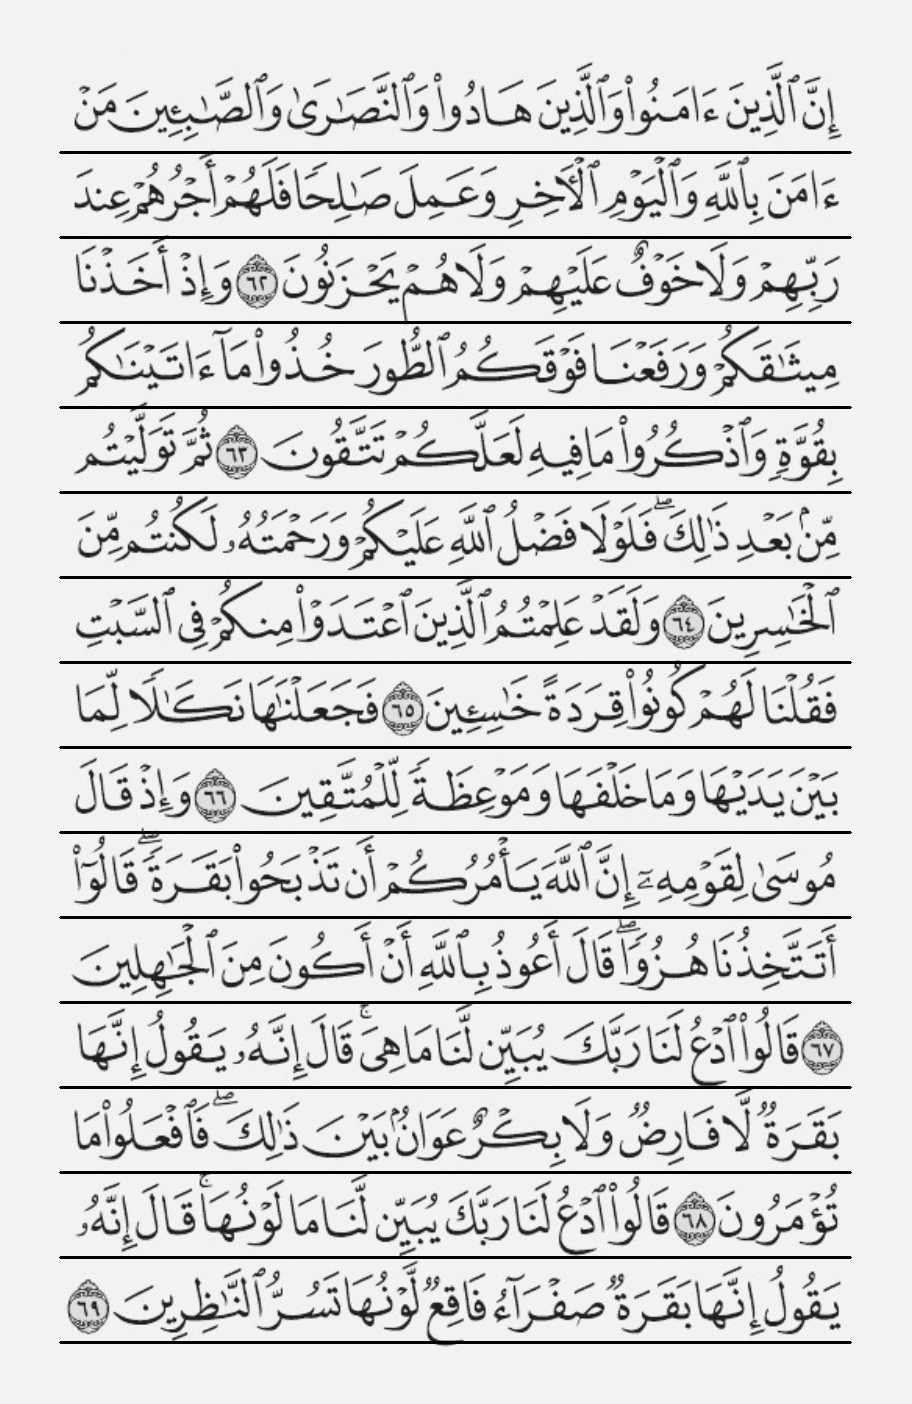 إِنَّ ٱلَّذِينَ ءَامَنُوا۟ وَٱلَّذِينَ هَادُوا۟ وَٱلنَّصَـٰرَىٰ وَٱلصَّـٰبِـِٔينَ مَنْ
ءَامَنَ بِٱللَّهِ وَٱلْيَوْمِ ٱلْـَٔاخِرِ وَعَمِلَ صَـٰلِحًا فَلَهُمْ أَجْرُهُمْ عِندَ
رَبِّهِمْ وَلَا خَوْفٌ عَلَيْهِمْ وَلَا هُمْ يَحْزَنُونَ ٦٢ وَإِذْ أَخَذْنَا
مِيثَـٰقَكُمْ وَرَفَعْنَا فَوْقَكُمُ ٱلطُّورَ خُذُوا۟ مَآ ءَاتَيْنَـٰكُم
بِقُوَّةٍ وَٱذْكُرُوا۟ مَا فِيهِ لَعَلَّكُمْ تَتَّقُونَ ٦٣ ثُمَّ تَوَلَّيْتُم
مِّنۢ بَعْدِ ذَٰلِكَ ۖ فَلَوْلَا فَضْلُ ٱللَّهِ عَلَيْكُمْ وَرَحْمَتُهُۥ لَكُنتُم مِّنَ
ٱلْخَـٰسِرِينَ ٦٤ وَلَقَدْ عَلِمْتُمُ ٱلَّذِينَ ٱعْتَدَوْا۟ مِنكُمْ فِى ٱلسَّبْتِ
فَقُلْنَا لَهُمْ كُونُوا۟ قِرَدَةً خَـٰسِـِٔينَ ٦٥ فَجَعَلْنَـٰهَا نَكَـٰلًا لِّمَا
بَيْنَ يَدَيْهَا وَمَا خَلْفَهَا وَمَوْعِظَةً لِّلْمُتَّقِينَ ٦٦ وَإِذْ قَالَ
مُوسَىٰ لِقَوْمِهِۦٓ إِنَّ ٱللَّهَ يَأْمُرُكُمْ أَن تَذْبَحُوا۟ بَقَرَةً ۖ قَالُوٓا۟
أَتَتَّخِذُنَا هُزُوًا ۖ قَالَ أَعُوذُ بِٱللَّهِ أَنْ أَكُونَ مِنَ ٱلْجَـٰهِلِينَ
٦٧ قَالُوا۟ ٱدْعُ لَنَا رَبَّكَ يُبَيِّن لَّنَا مَا هِىَ ۚ قَالَ إِنَّهُۥ يَقُولُ إِنَّهَا
بَقَرَةٌ لَّا فَارِضٌ وَلَا بِكْرٌ عَوَانٌۢ بَيْنَ ذَٰلِكَ ۖ فَٱفْعَلُوا۟ مَا
تُؤْمَرُونَ ٦٨ قَالُوا۟ ٱدْعُ لَنَا رَبَّكَ يُبَيِّن لَّنَا مَا لَوْنُهَا ۚ قَالَ إِنَّهُۥ
يَقُولُ إِنَّهَا بَقَرَةٌ صَفْرَآءُ فَاقِعٌ لَّوْنُهَا تَسُرُّ ٱلنَّـٰظِرِينَ ٦٩